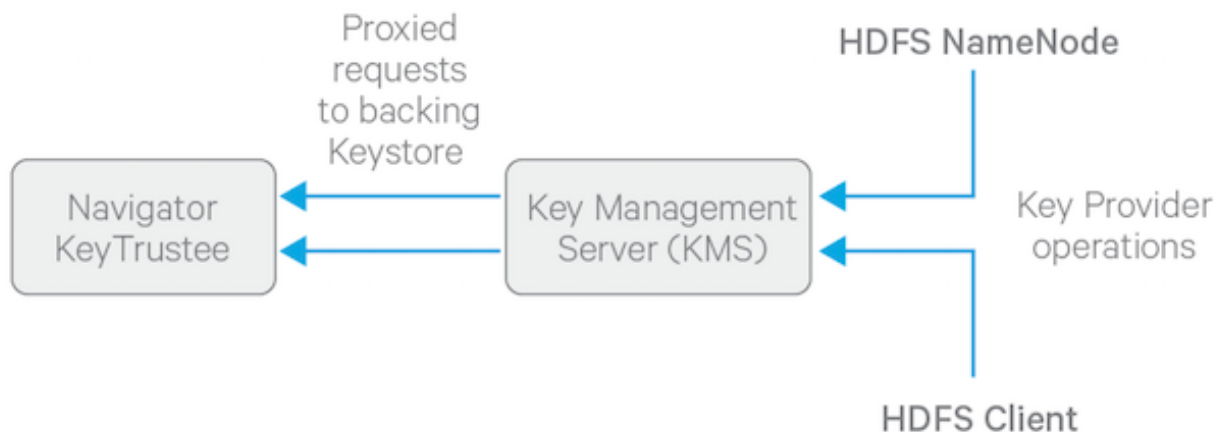 Proxied
requests
to backing
Keystore
HDFS NameNode
Navigator
KeyTrustee
Key Management
Server (KMS)
Key Provider
operations
HDFS Client